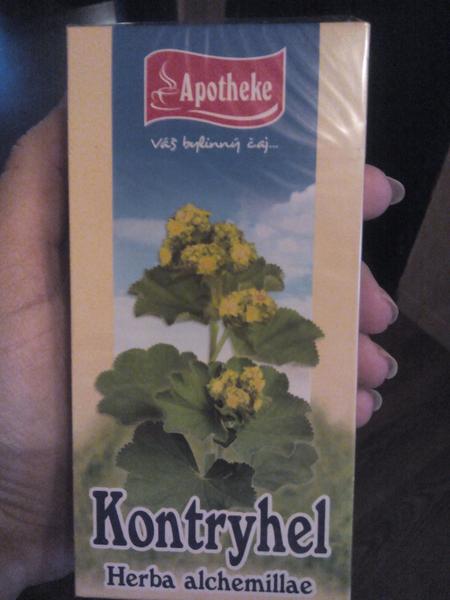 Apotheke
Váš bylinný čaj...
Kontryhel
Herba alchemillae